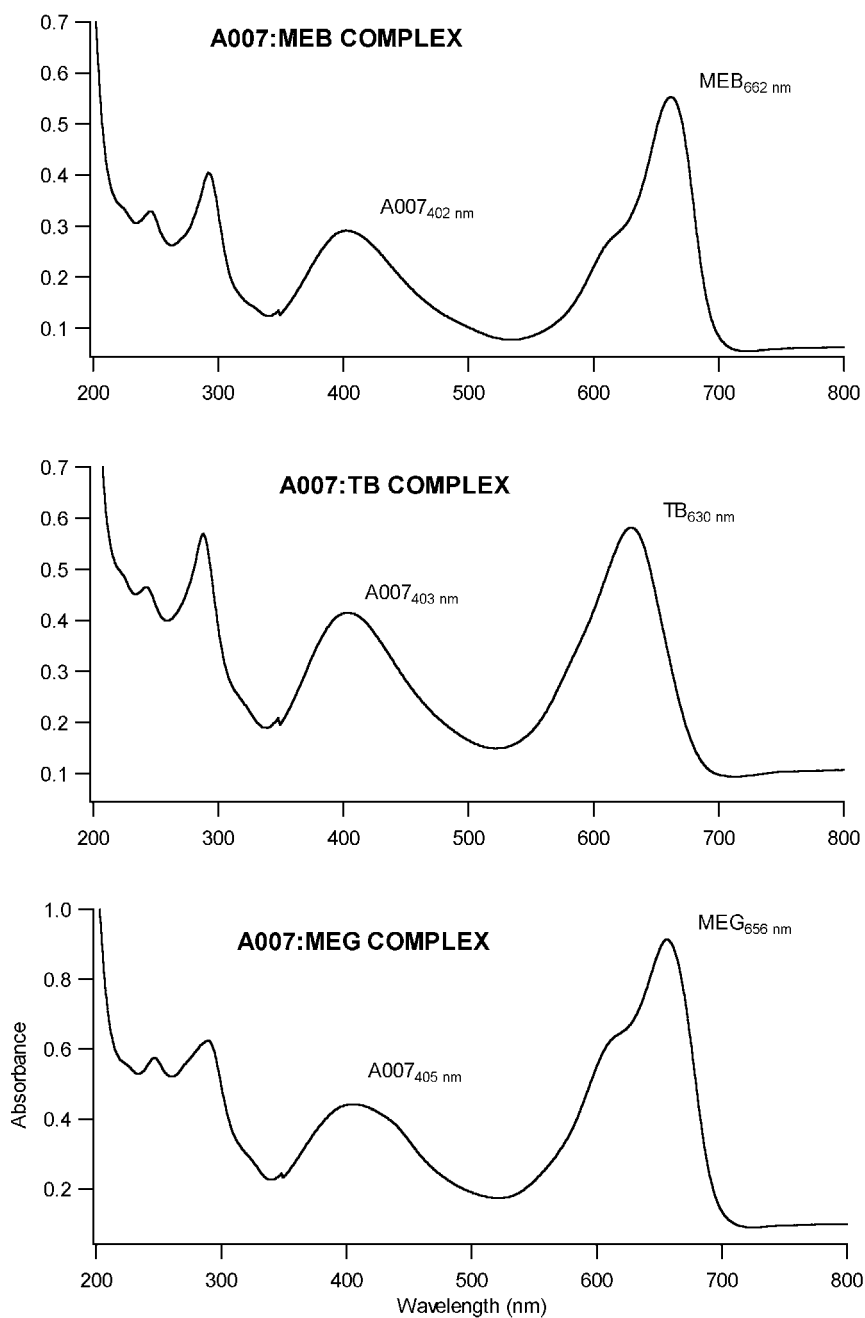 A007:MEB COMPLEX
MEB662 nm
A007402 nm
0.7
0.6
0.5
0.4
0.3
0.2
0.1
200 300 400 500 600 700 800
A007:TB COMPLEX
TB630 nm
A007403 nm
0.7
0.6
0.5
0.4
0.3
0.2
0.1
200 300 400 500 600 700 800
A007:MEG COMPLEX
MEG656 nm
A007405 nm
1.0
0.8
0.6
0.4
0.2
Absorbance
200 300 400 500 600 700 800
Wavelength (nm)